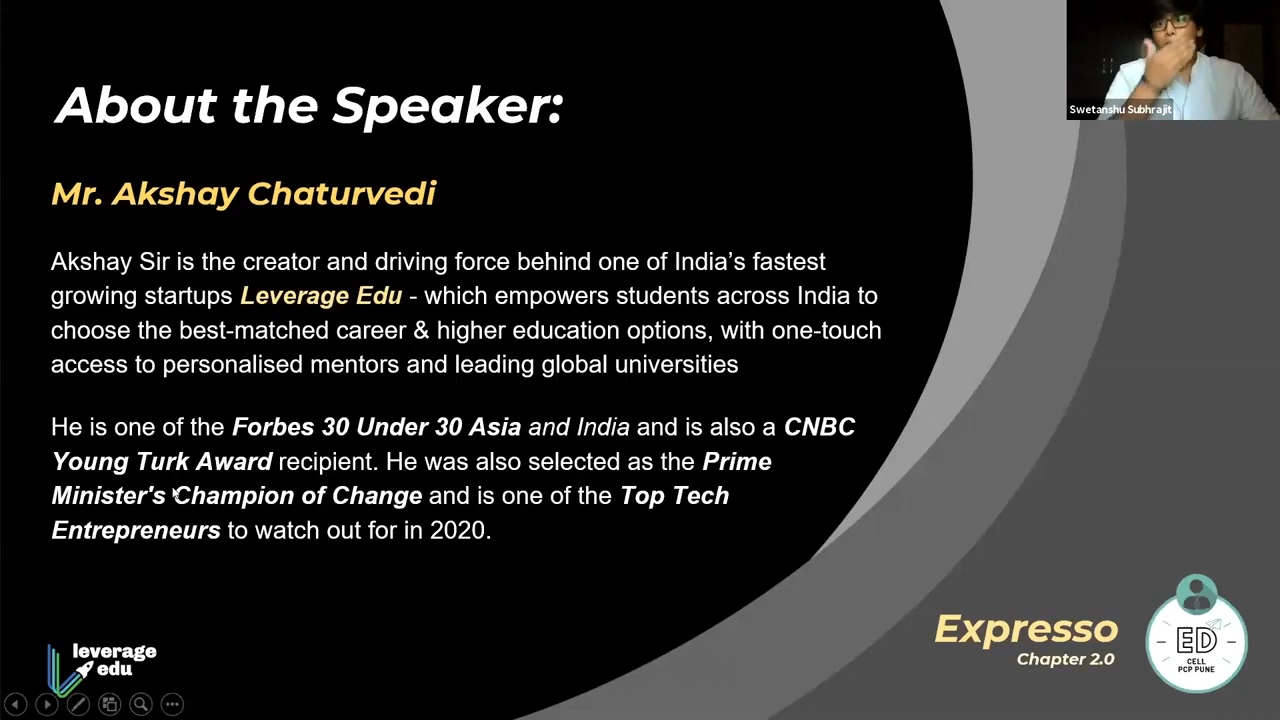 Swetanshu Subhrajit
About the Speaker:
Mr. Akshay Chaturvedi
Akshay Sir is the creator and driving force behind one of India’s fastest
growing startups Leverage Edu - which empowers students across India to
choose the best-matched career & higher education options, with one-touch
access to personalised mentors and leading global universities
He is one of the Forbes 30 Under 30 Asia and India and is also a CNBC
Young Turk Award recipient. He was also selected as the Prime
Minister's Champion of Change and is one of the Top Tech
Entrepreneurs to watch out for in 2020.
Expresso
Chapter 2.0
ED
CELL
PCP PUNE
leverage
edu